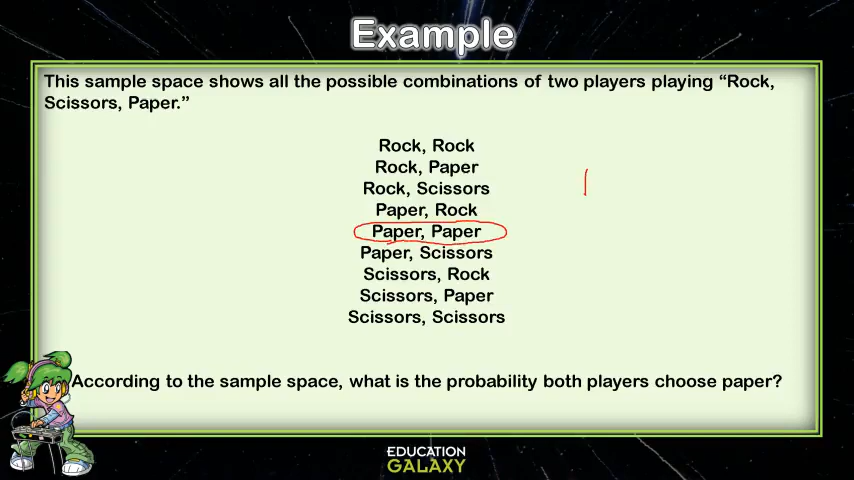 Example
This sample space shows all the possible combinations of two players playing “Rock,
Scissors, Paper.”
Rock, Rock
Rock, Paper
Rock, Scissors
Paper, Rock
Paper, Paper
Paper, Scissors
Scissors, Rock
Scissors, Paper
Scissors, Scissors
According to the sample space, what is the probability both players choose paper?
EDUCATION
GALAXY